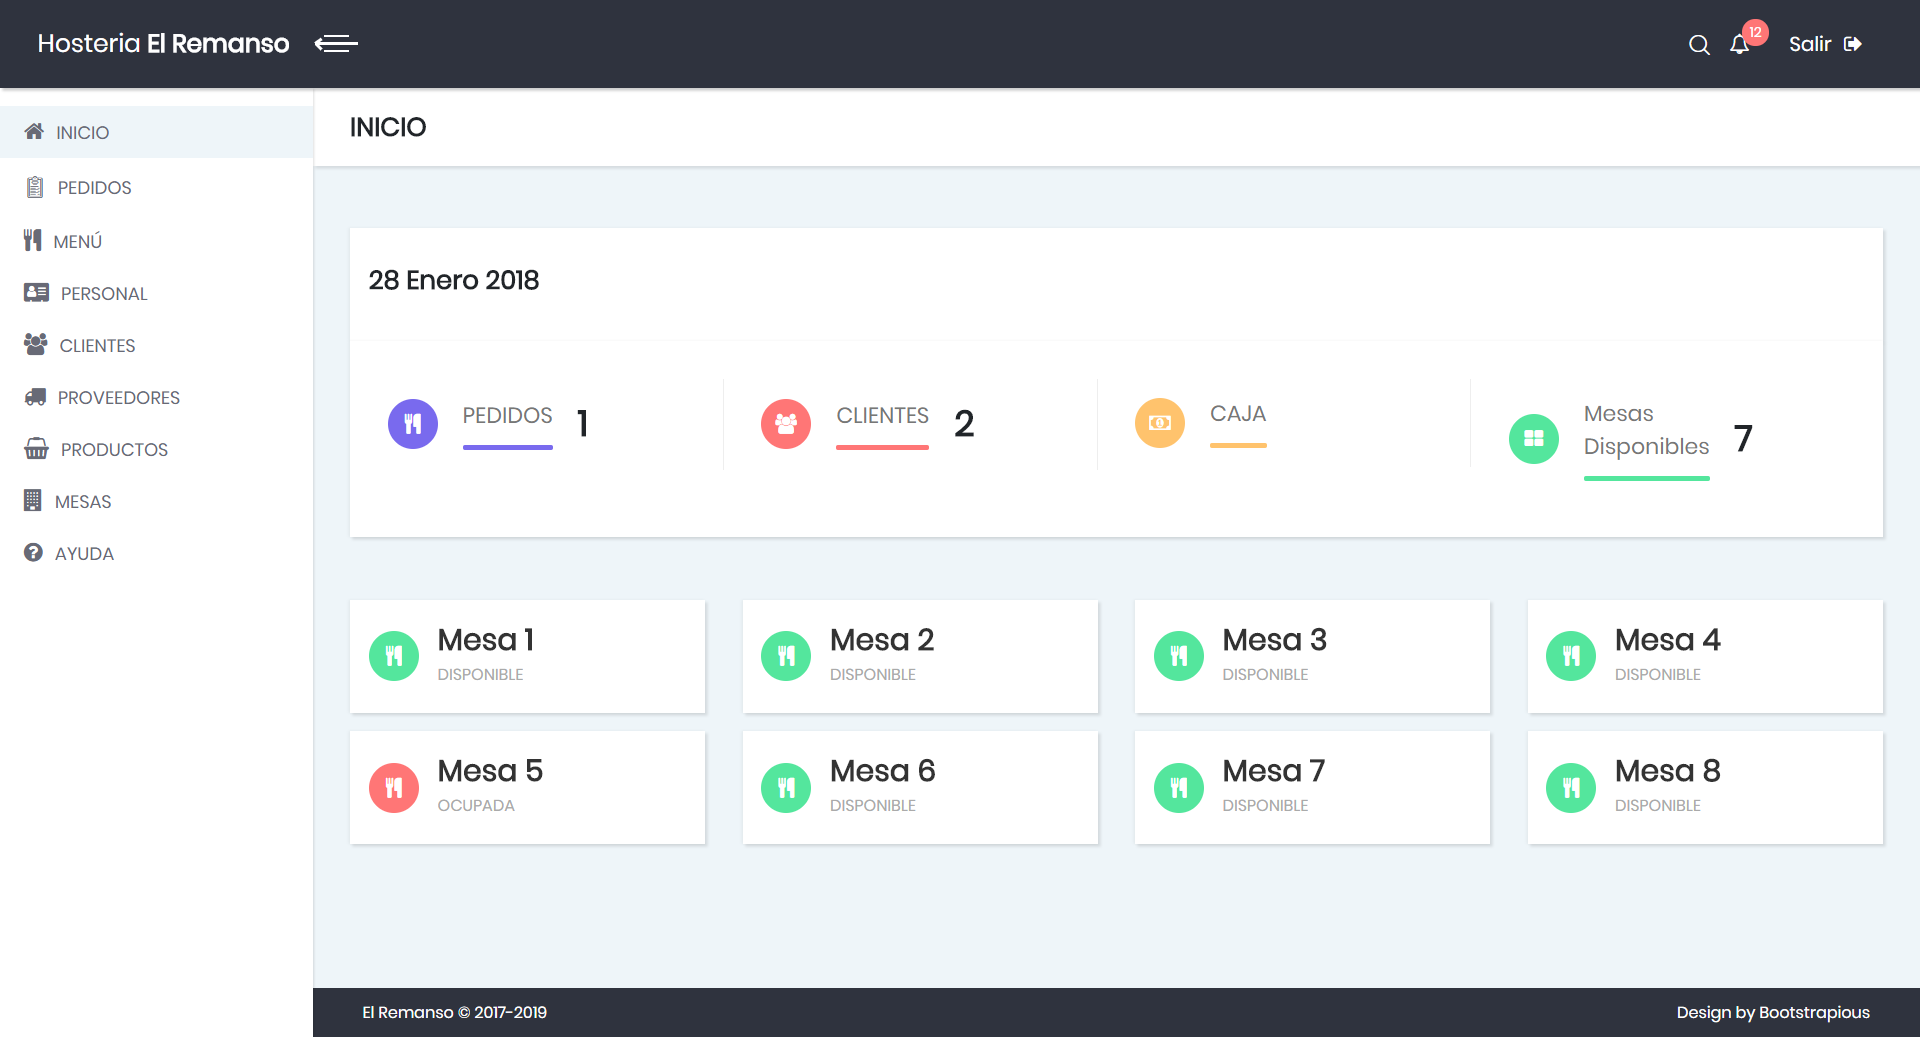 Hosteria El Remanso
12
Salir
INICIO
PEDIDOS
MENÚ
PERSONAL
CLIENTES
PROVEEDORES
PRODUCTOS
MESAS
AYUDA
INICIO
28 Enero 2018
PEDIDOS 1
CLIENTES 2
CAJA
Mesas
Disponibles 7
Mesa 1
DISPONIBLE
Mesa 2
DISPONIBLE
Mesa 3
DISPONIBLE
Mesa 4
DISPONIBLE
Mesa 5
OCUPADA
Mesa 6
DISPONIBLE
Mesa 7
DISPONIBLE
Mesa 8
DISPONIBLE
El Remanso © 2017-2019
Design by Bootstrapious